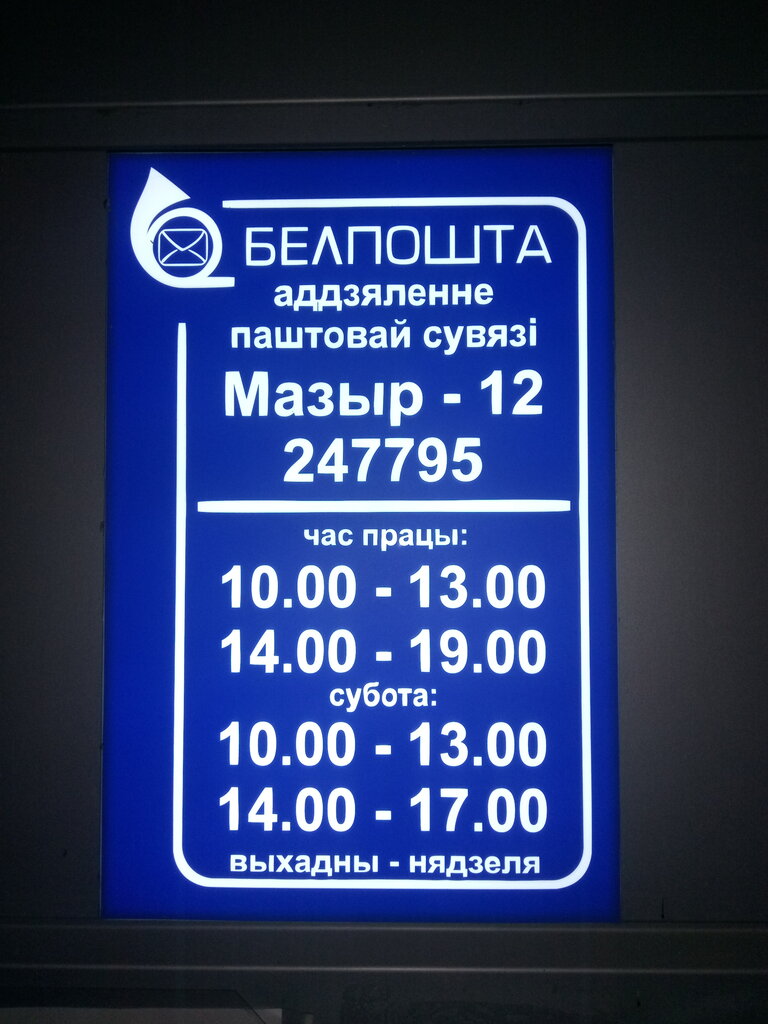 БЕЛПОШТА
аддзяленне
паштовай сувязі
Мазыр - 12
247795
час працы:
10.00 - 13.00
14.00 - 19.00
субота:
10.00 - 13.00
14.00 - 17.00
выхадны - нядзеля